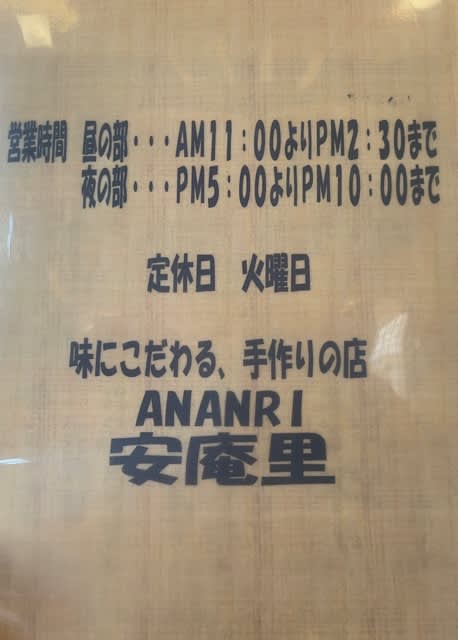 営業時間 昼の部・・・AM11:00よりPM2:30まで
夜の部・・・PM5:00よりPM10:00まで
定休日 火曜日
味にこだわる、手作りの店
ANANRI
安庵里